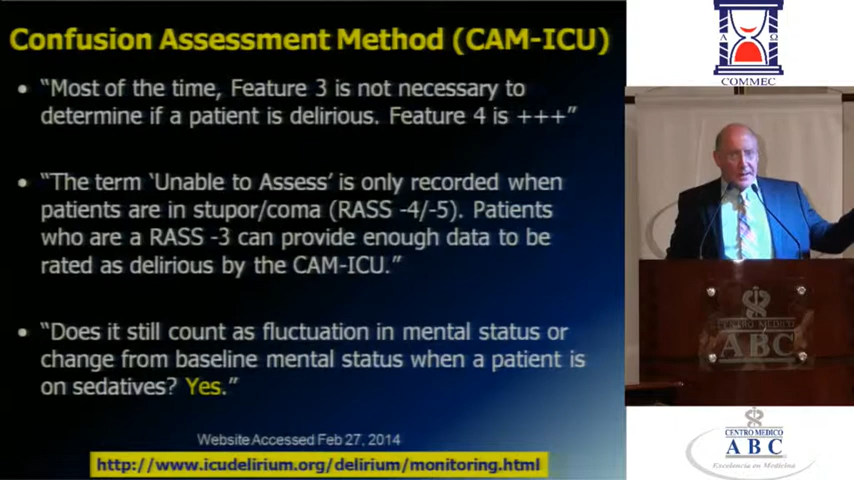 Confusion Assessment Method (CAM-ICU)
• “Most of the time, Feature 3 is not necessary to
determine if a patient is delirious. Feature 4 is +++”
• “The term ‘Unable to Assess’ is only recorded when
patients are in stupor/coma (RASS -4/-5). Patients
who are a RASS -3 can provide enough data to be
rated as delirious by the CAM-ICU.”
• “Does it still count as fluctuation in mental status or
change from baseline mental status when a patient is
on sedatives? Yes.”
Website Accessed Feb 27, 2014
http://www.icudelirium.org/delirium/monitoring.html
Α Ω
COMMEC
CENTRO MEDICO
ABC
CENTRO MEDICO
ABC
Excelencia en Medicina